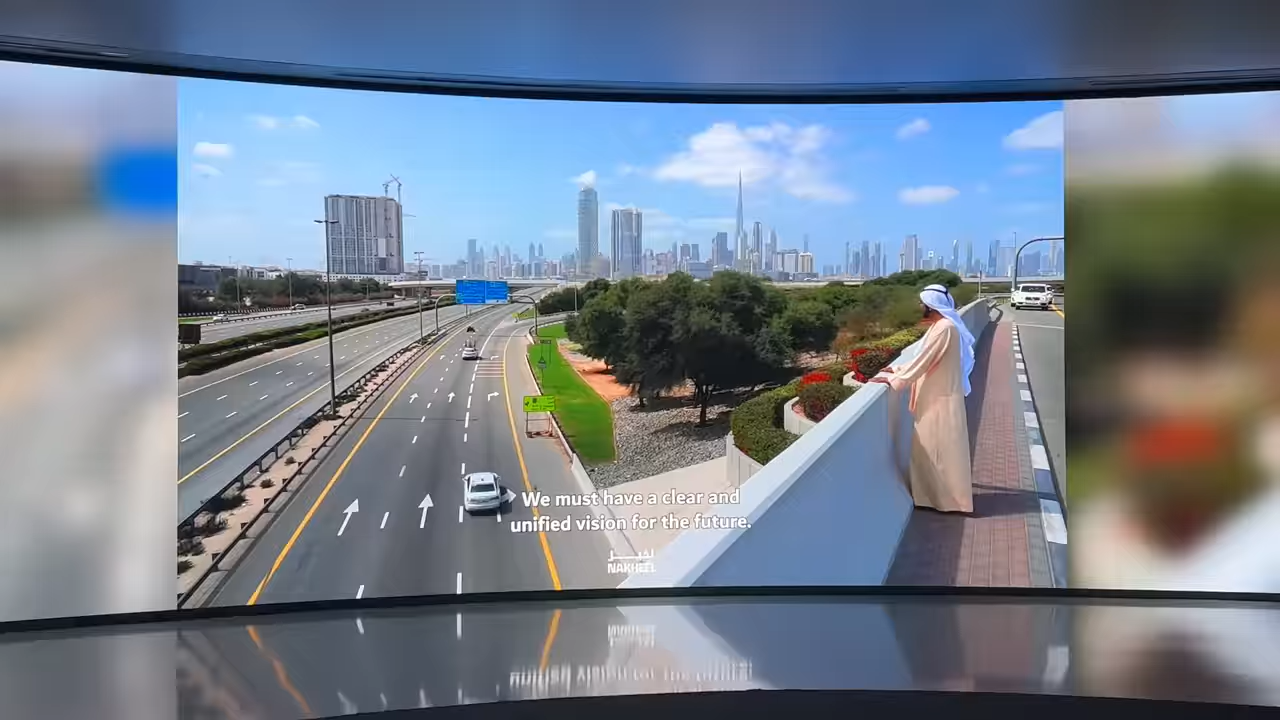 We must have a clear and
unified vision for the future.
نخيل
NAKHEEL